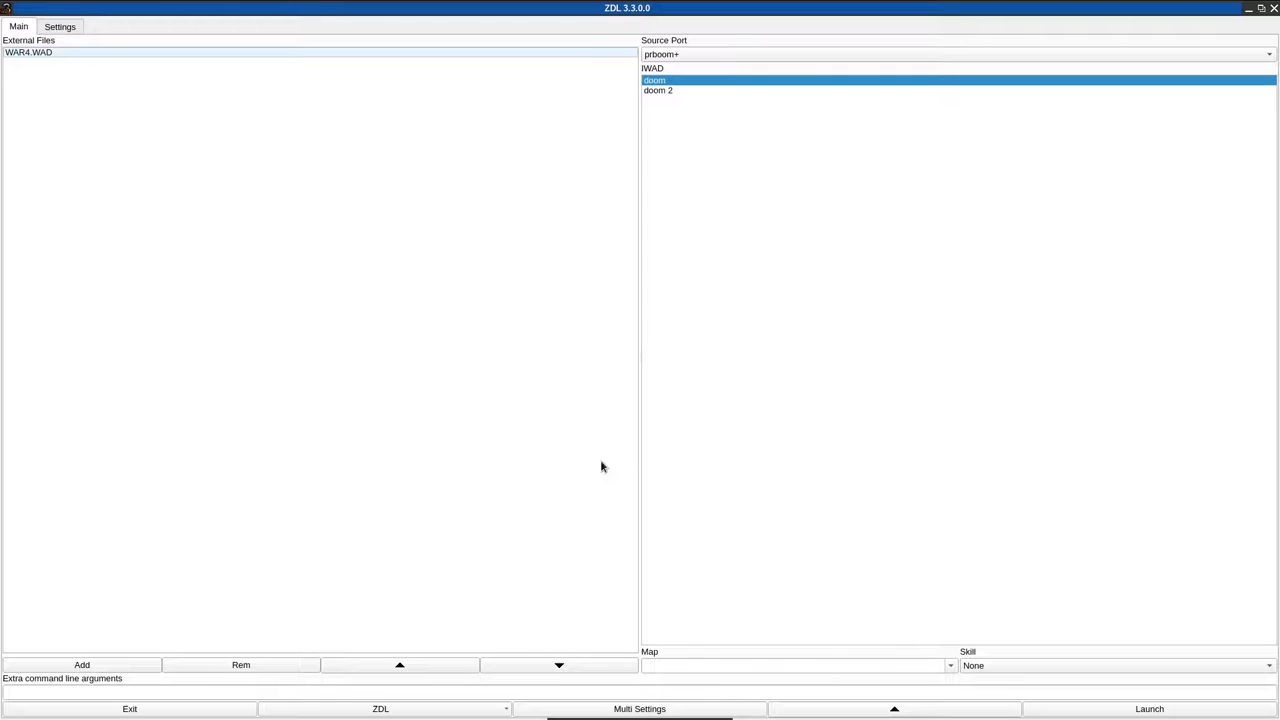 ZDL 3.3.0.0
Main Settings
External Files
WAR4.WAD
Source Port
prboom+
IWAD
doom
doom 2
Add Rem
Map Skill
None
Extra command line arguments
Exit ZDL Multi Settings Launch